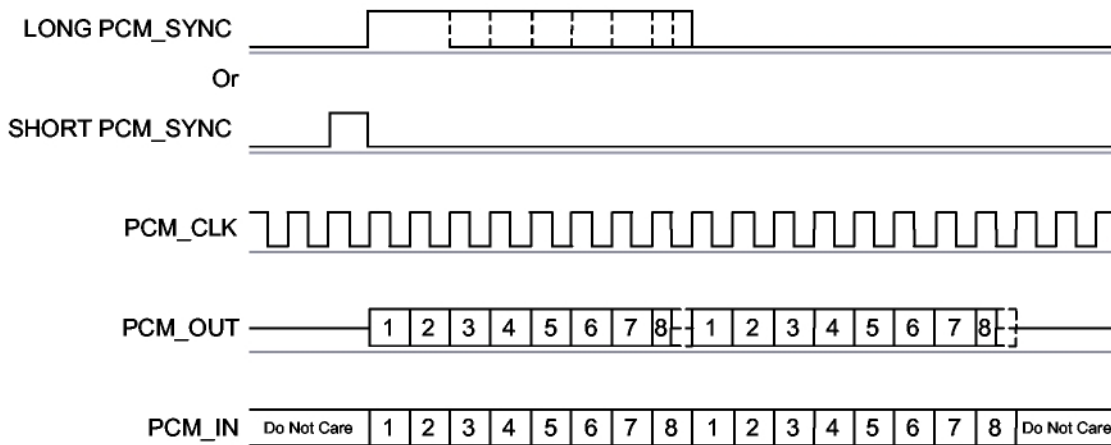 LONG PCM_SYNC
Or
SHORT PCM_SYNC
PCM_CLK
PCM_OUT 1 2 3 4 5 6 7 8 1 2 3 4 5 6 7 8
PCM_IN Do Not Care 1 2 3 4 5 6 7 8 1 2 3 4 5 6 7 8 Do Not Care